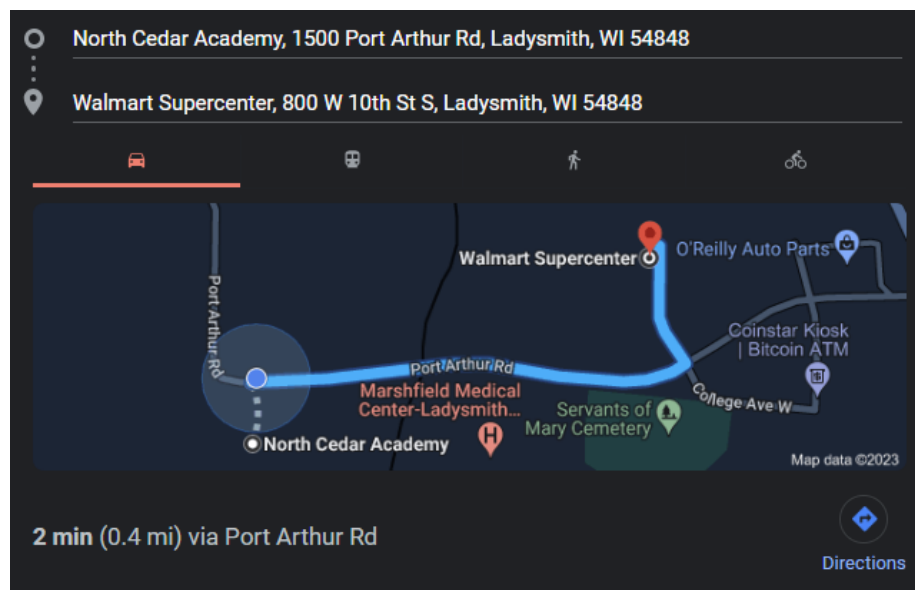 North Cedar Academy, 1500 Port Arthur Rd, Ladysmith, WI 54848
Walmart Supercenter, 800 W 10th St S, Ladysmith, WI 54848
Port Arthur Rd
Walmart Supercenter
O'Reilly Auto Parts
Coinstar Kiosk
| Bitcoin ATM
Port Arthur Rd
Marshfield Medical
Center-Ladysmith...
H
College Ave W
Servants of
Mary Cemetery
North Cedar Academy
Map data ©2023
2 min (0.4 mi) via Port Arthur Rd
Directions